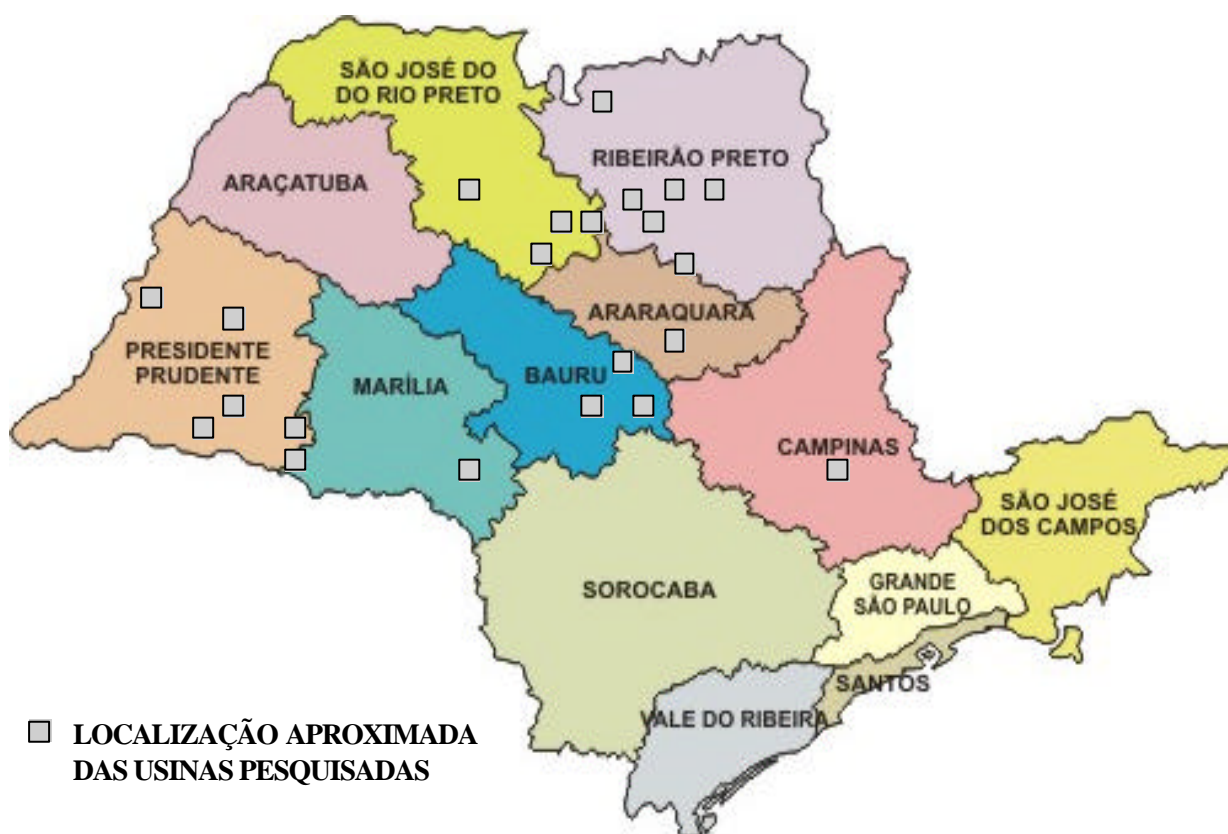 SÃO JOSÉ DO
DO RIO PRETO
RIBEIRÃO PRETO
ARAÇATUBA
ARARAQUARA
PRESIDENTE
PRUDENTE
MARÍLIA
BAURU
CAMPINAS
SÃO JOSÉ
DOS CAMPOS
SOROCABA
GRANDE
SÃO PAULO
SANTOS
VALE DO RIBEIRA
LOCALIZAÇÃO APROXIMADA
DAS USINAS PESQUISADAS